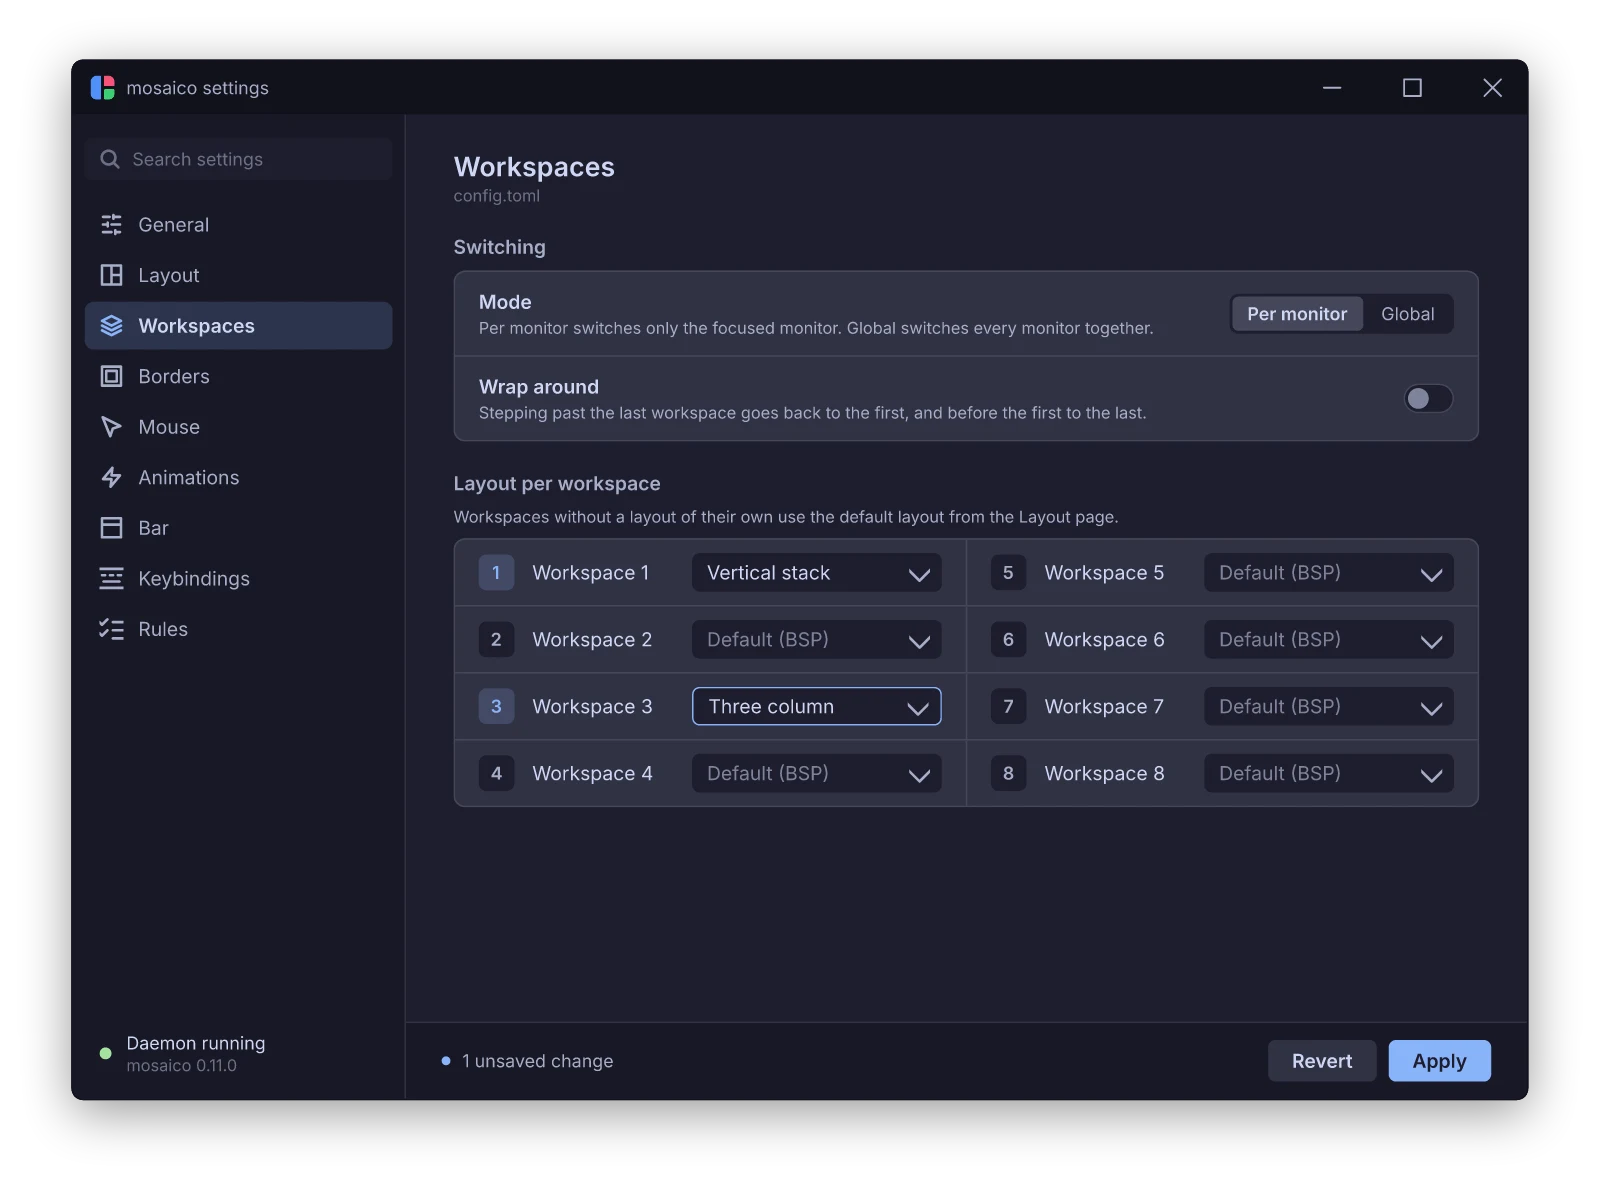 mosaico settings
Search settings
General
Layout
Workspaces
Borders
Mouse
Animations
Bar
Keybindings
Rules
Daemon running
mosaico 0.11.0
Workspaces
config.toml
Switching
Mode
Per monitor switches only the focused monitor. Global switches every monitor together.
Per monitor Global
Wrap around
Stepping past the last workspace goes back to the first, and before the first to the last.
Layout per workspace
Workspaces without a layout of their own use the default layout from the Layout page.
1 Workspace 1 Vertical stack
5 Workspace 5 Default (BSP)
2 Workspace 2 Default (BSP)
6 Workspace 6 Default (BSP)
3 Workspace 3 Three column
7 Workspace 7 Default (BSP)
4 Workspace 4 Default (BSP)
8 Workspace 8 Default (BSP)
1 unsaved change
Revert
Apply